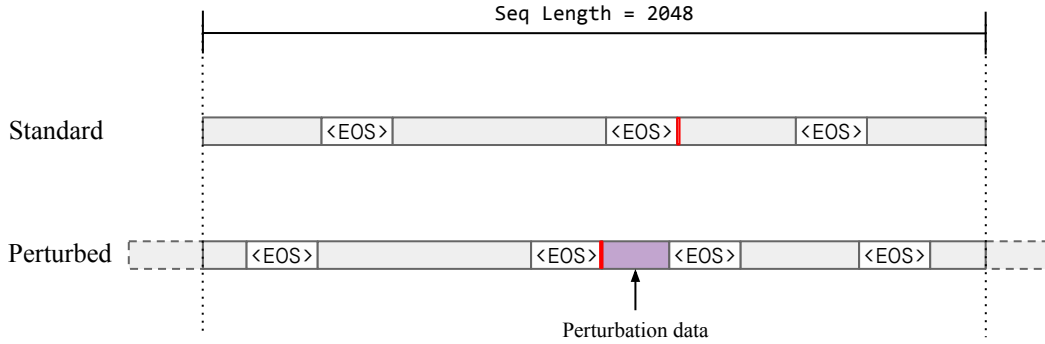 Seq Length = 2048
Standard
<EOS> <EOS> <EOS>
Perturbed
<EOS> <EOS> <EOS> <EOS>
Perturbation data